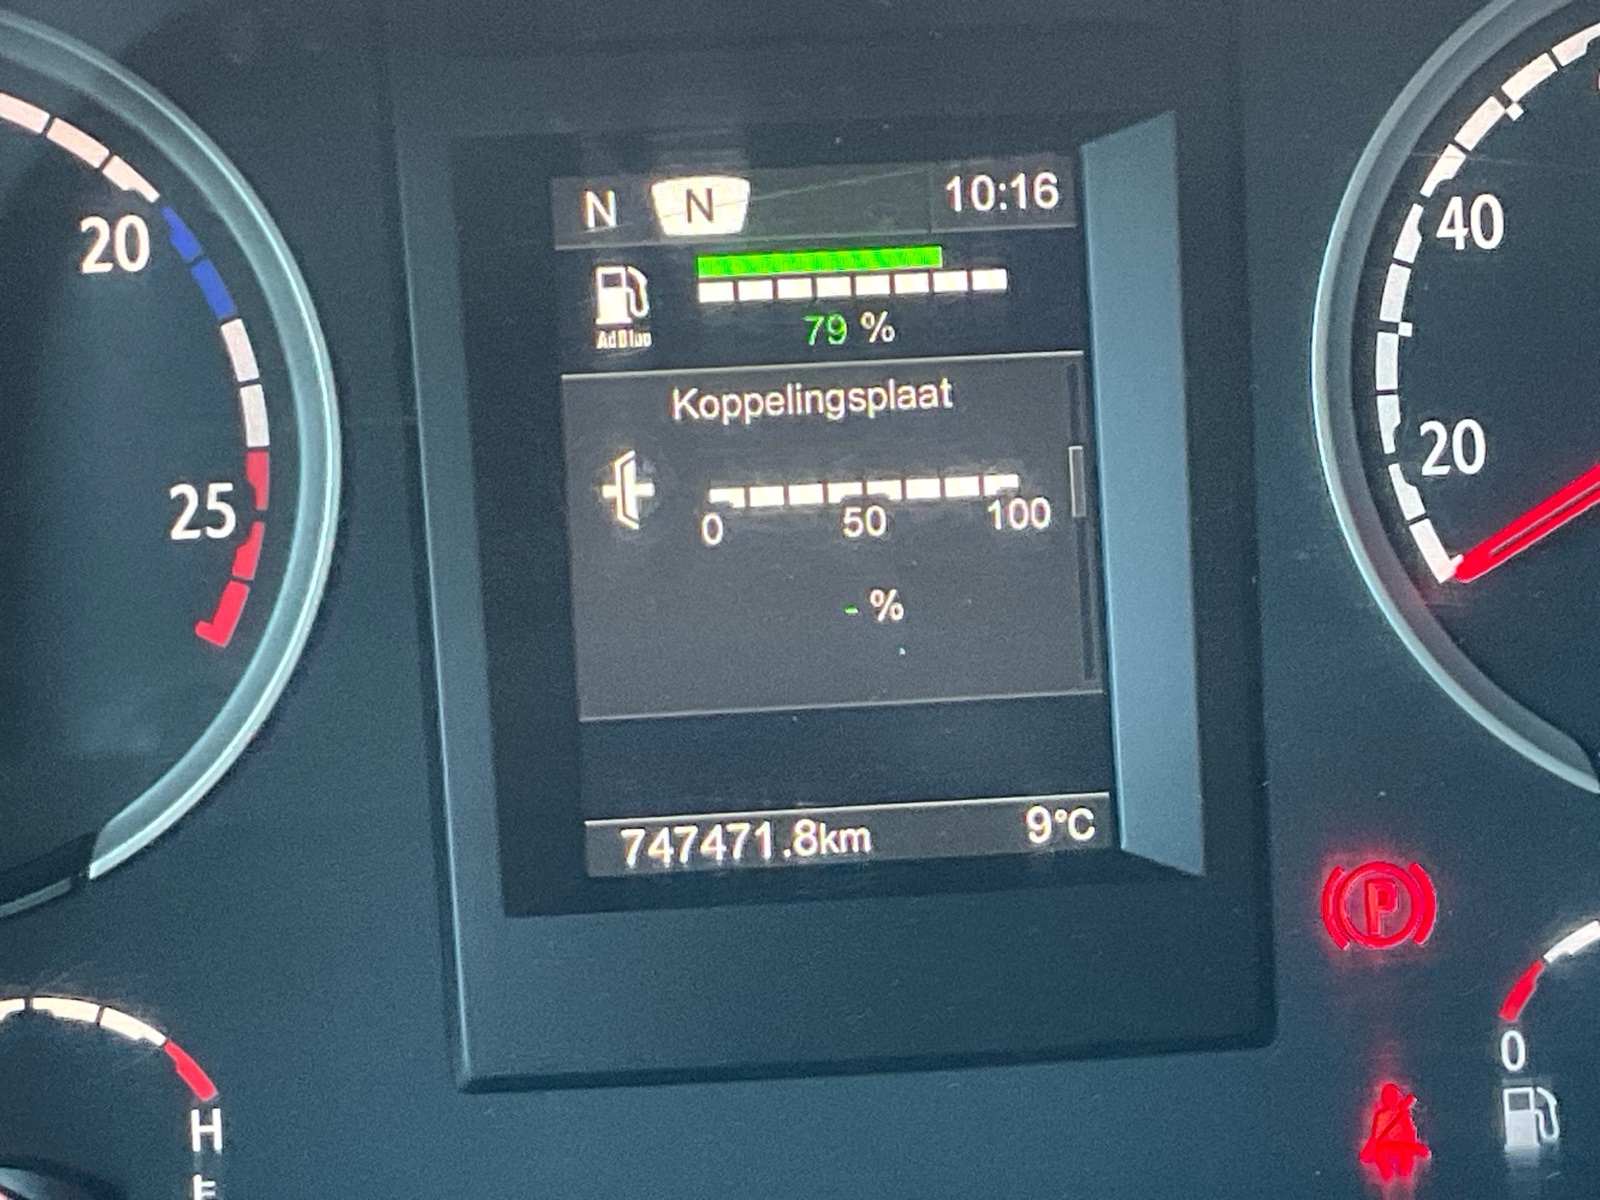 N N 10:16
AdBlue
79 %
Koppelingsplaat
0 50 100
- %
747471.8km 9°C
20
25
40
20
H
P
0